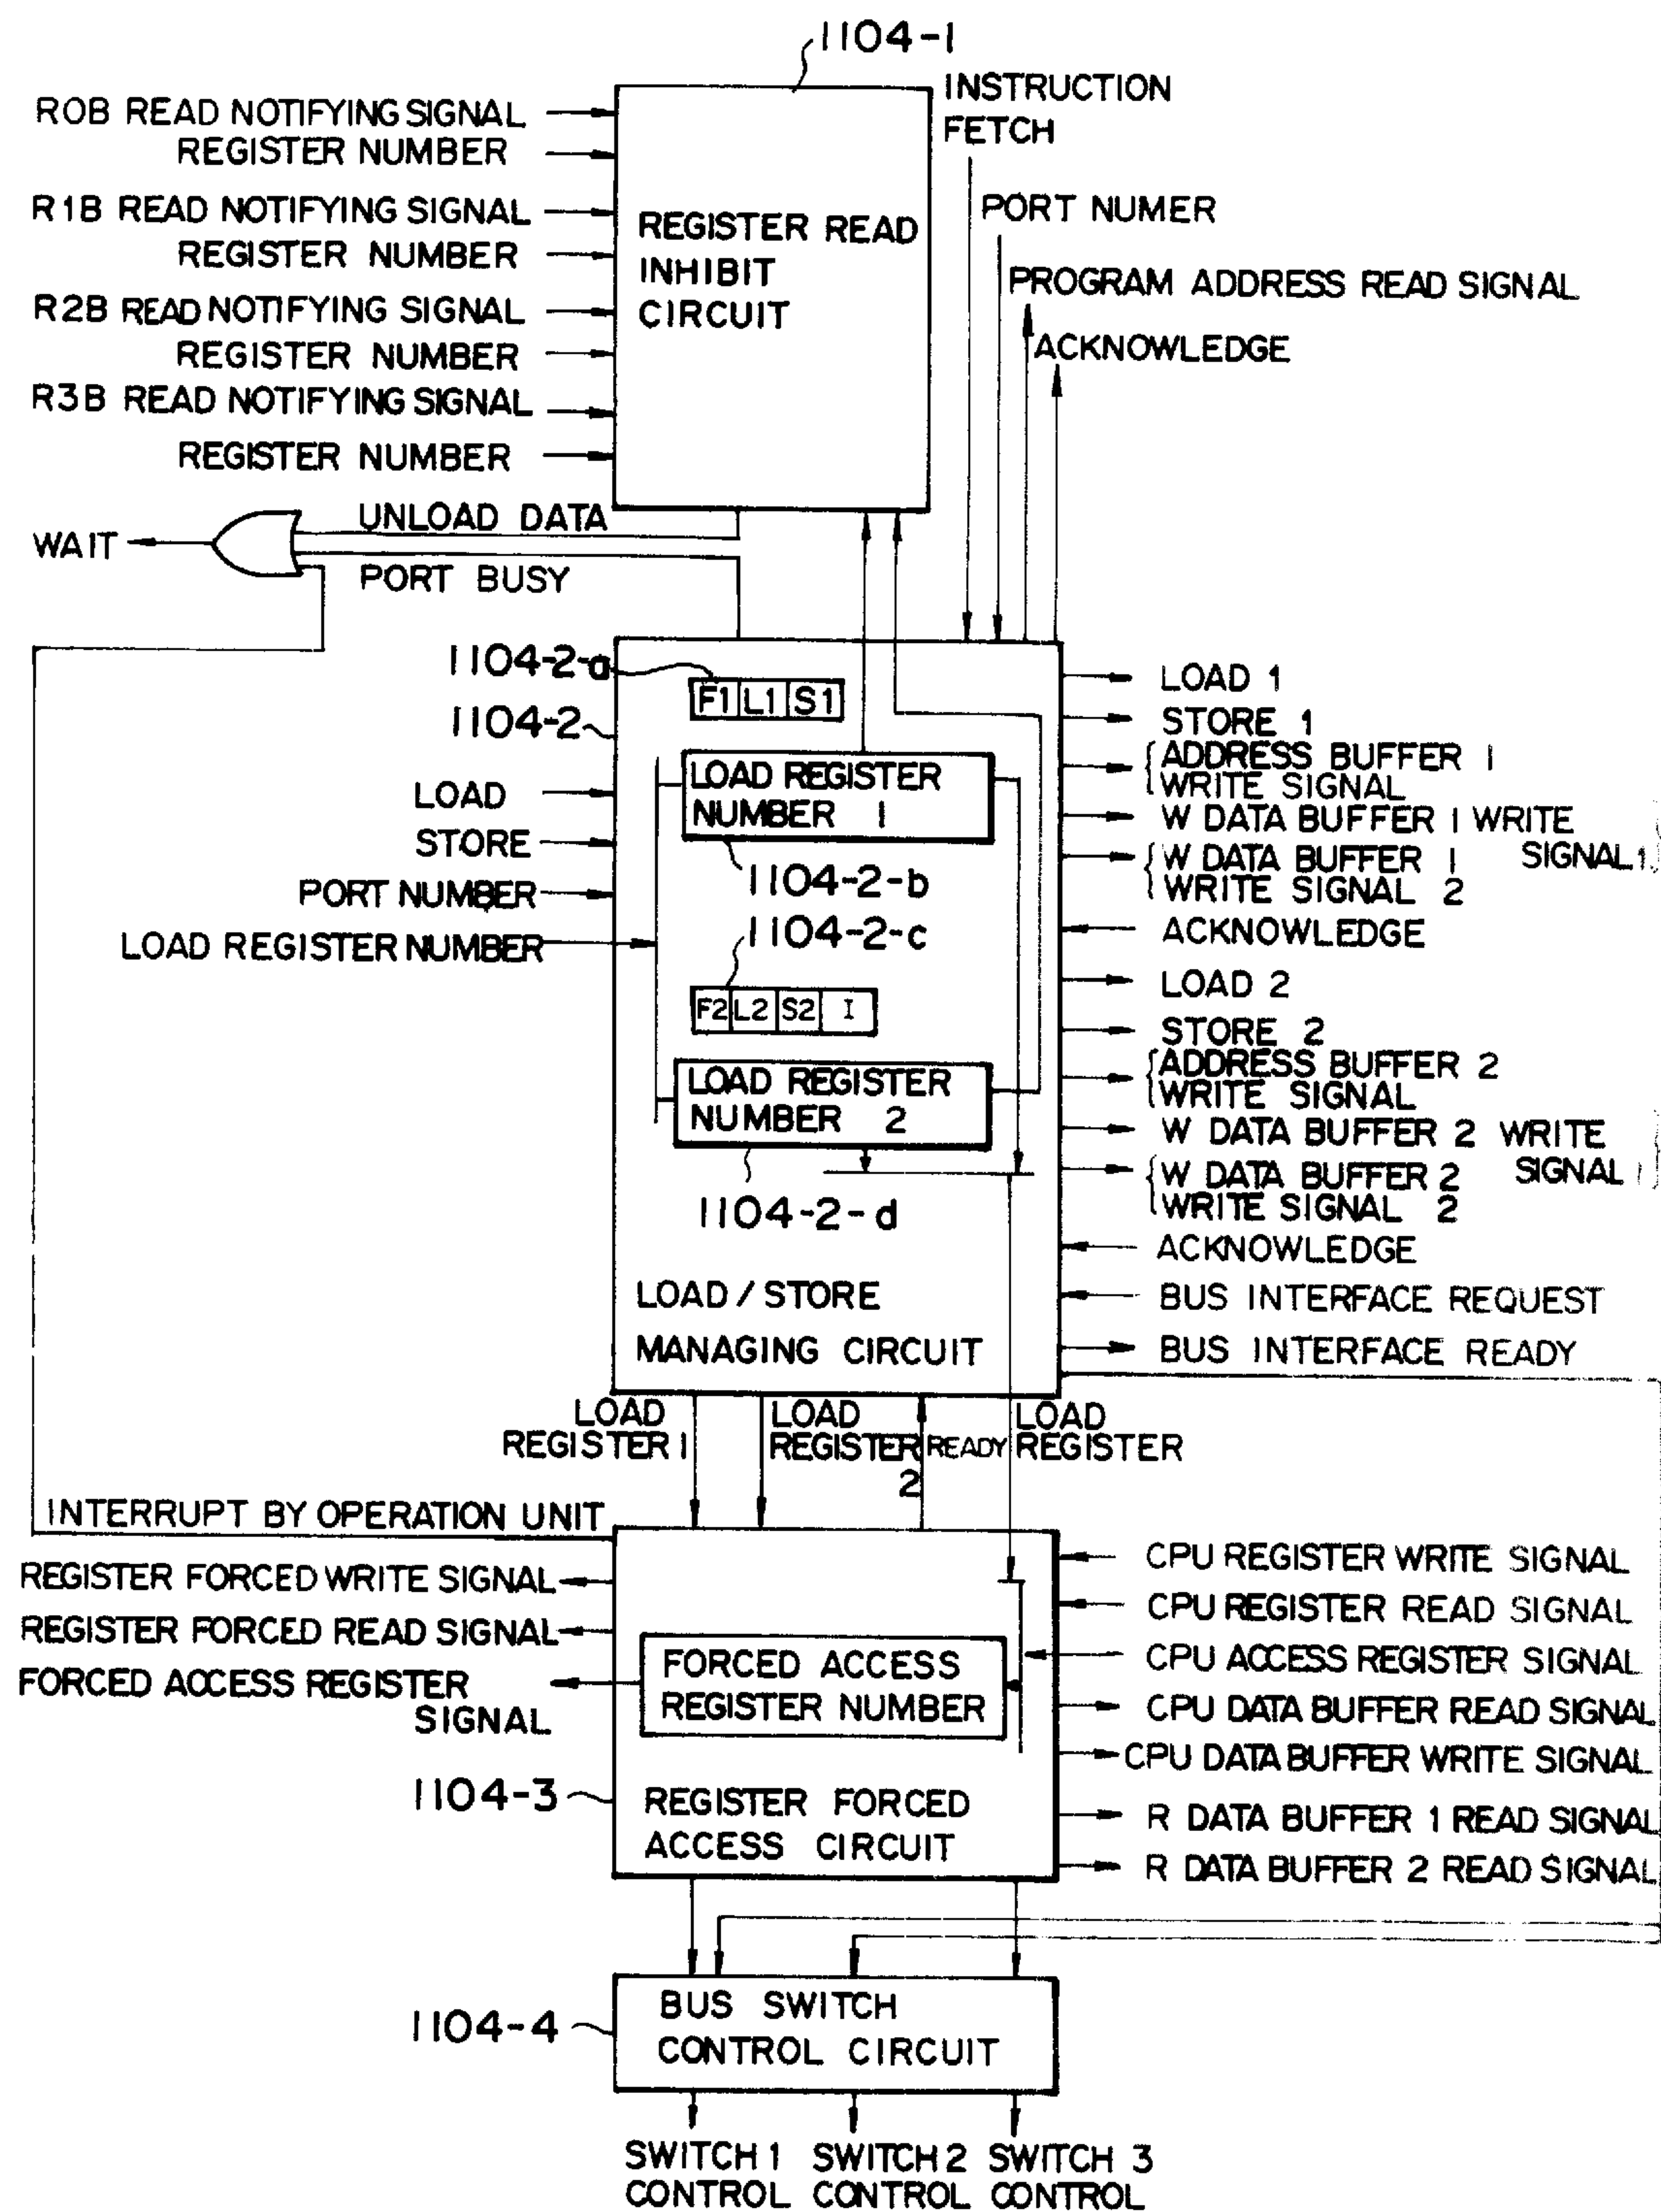 1104-1
INSTRUCTION
FETCH
R0B READ NOTIFYING SIGNAL
REGISTER NUMBER
R1B READ NOTIFYING SIGNAL
REGISTER NUMBER
R2B READ NOTIFYING SIGNAL
REGISTER NUMBER
R3B READ NOTIFYING SIGNAL
REGISTER NUMBER
REGISTER READ
INHIBIT
CIRCUIT
PORT NUMER
PROGRAM ADDRESS READ SIGNAL
ACKNOWLEDGE
UNLOAD DATA
WAIT
PORT BUSY
1104-2-a
F1 L1 S1
1104-2
LOAD REGISTER
NUMBER 1
1104-2-b
LOAD
STORE
PORT NUMBER
LOAD REGISTER NUMBER
1104-2-c
F2 L2 S2 I
LOAD REGISTER
NUMBER 2
1104-2-d
LOAD / STORE
MANAGING CIRCUIT
LOAD 1
STORE 1
ADDRESS BUFFER 1
WRITE SIGNAL
W DATA BUFFER 1 WRITE
SIGNAL 1
W DATA BUFFER 1
WRITE SIGNAL 2
ACKNOWLEDGE
LOAD 2
STORE 2
ADDRESS BUFFER 2
WRITE SIGNAL
W DATA BUFFER 2 WRITE
SIGNAL 1
W DATA BUFFER 2
WRITE SIGNAL 2
ACKNOWLEDGE
BUS INTERFACE REQUEST
BUS INTERFACE READY
LOAD
REGISTER 1
LOAD
REGISTER
2
READY
LOAD
REGISTER
INTERRUPT BY OPERATION UNIT
REGISTER FORCED WRITE SIGNAL
REGISTER FORCED READ SIGNAL
FORCED ACCESS REGISTER
SIGNAL
FORCED ACCESS
REGISTER NUMBER
1104-3
REGISTER FORCED
ACCESS CIRCUIT
CPU REGISTER WRITE SIGNAL
CPU REGISTER READ SIGNAL
CPU ACCESS REGISTER SIGNAL
CPU DATA BUFFER READ SIGNAL
CPU DATA BUFFER WRITE SIGNAL
R DATA BUFFER 1 READ SIGNAL
R DATA BUFFER 2 READ SIGNAL
1104-4
BUS SWITCH
CONTROL CIRCUIT
SWITCH 1
CONTROL
SWITCH 2
CONTROL
SWITCH 3
CONTROL